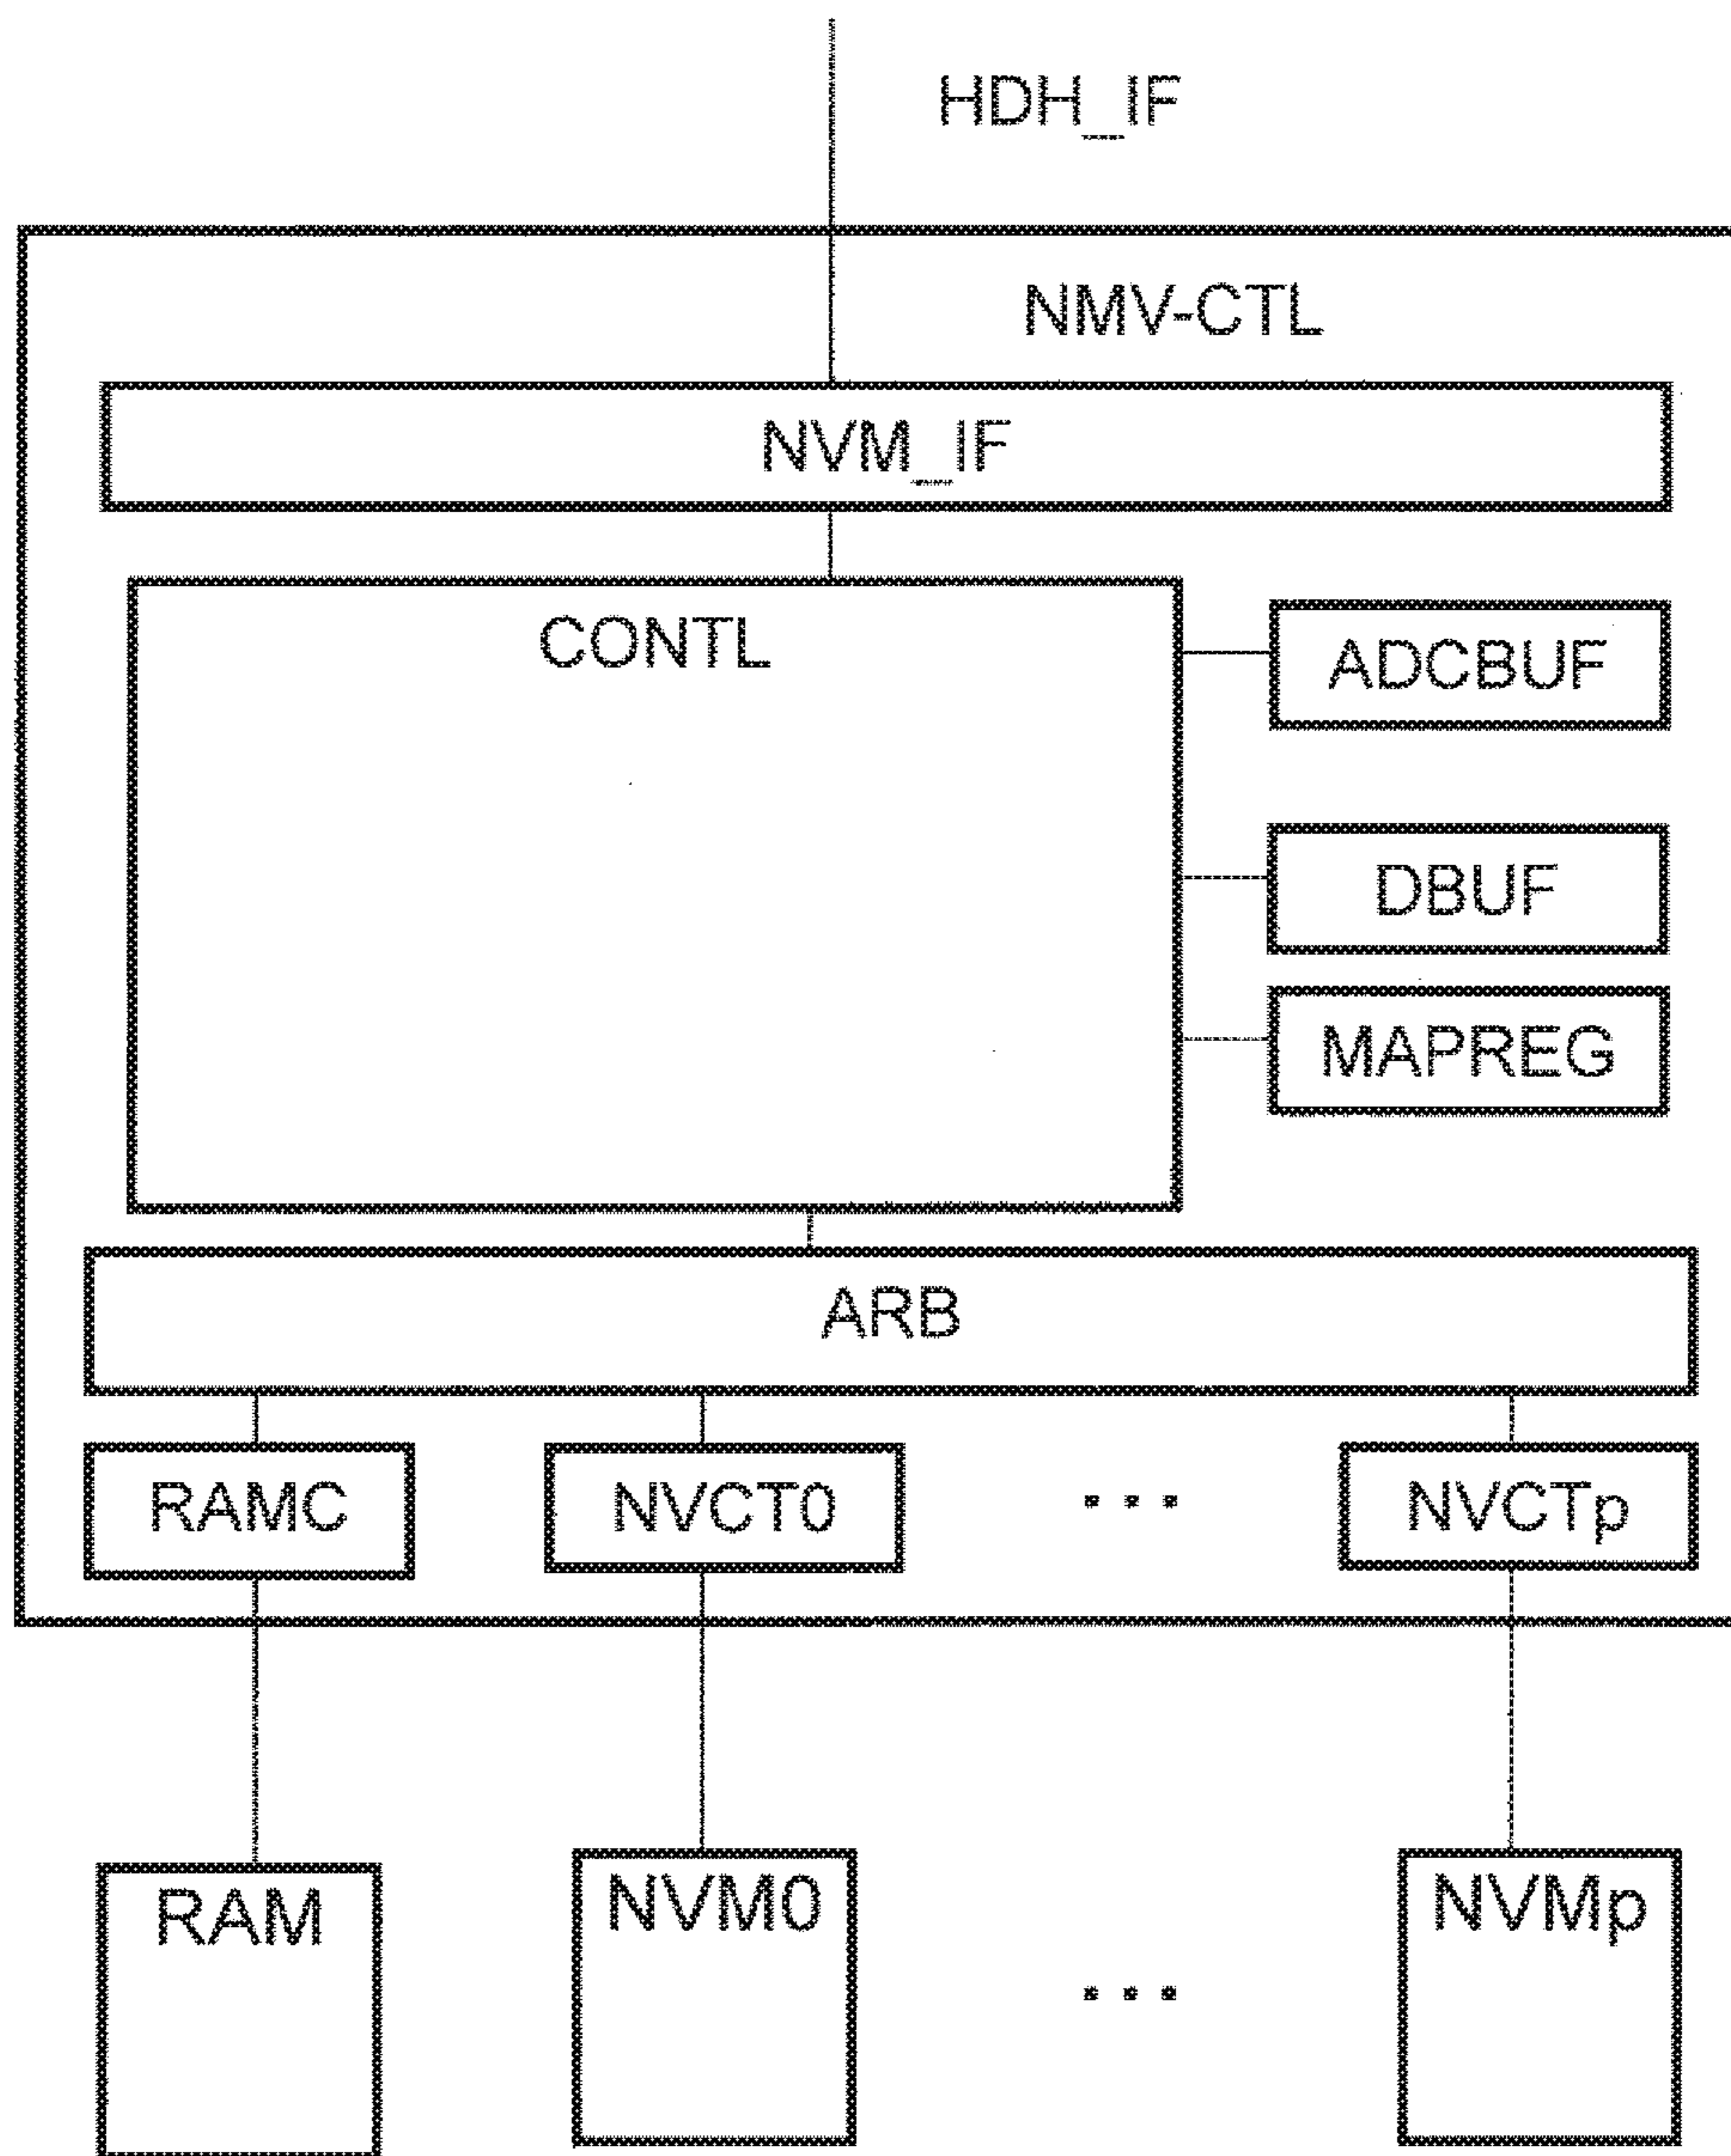 HDH_IF
NMV-CTL
NVM_IF
CONTL
ADCBUF
DBUF
MAPREG
ARB
RAMC
NVCT0
...
NVCTp
RAM
NVM0
...
NVMp